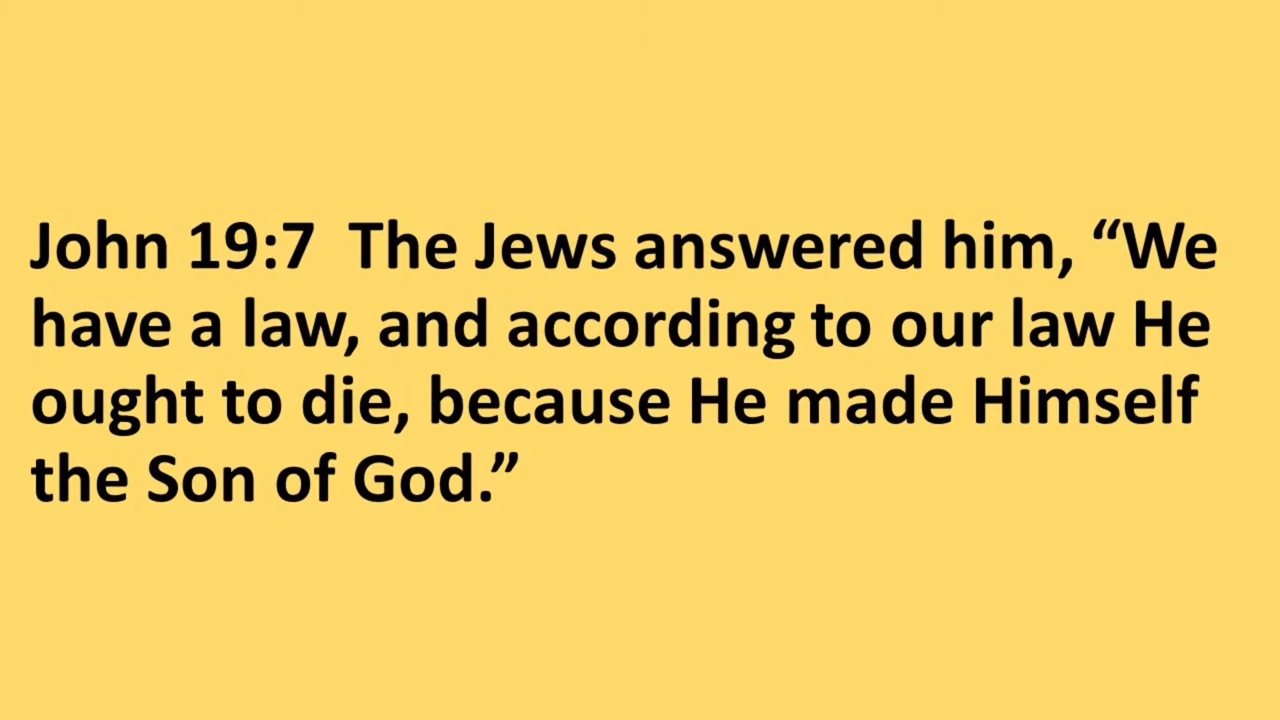 John 19:7  The Jews answered him, “We
have a law, and according to our law He
ought to die, because He made Himself
the Son of God.”